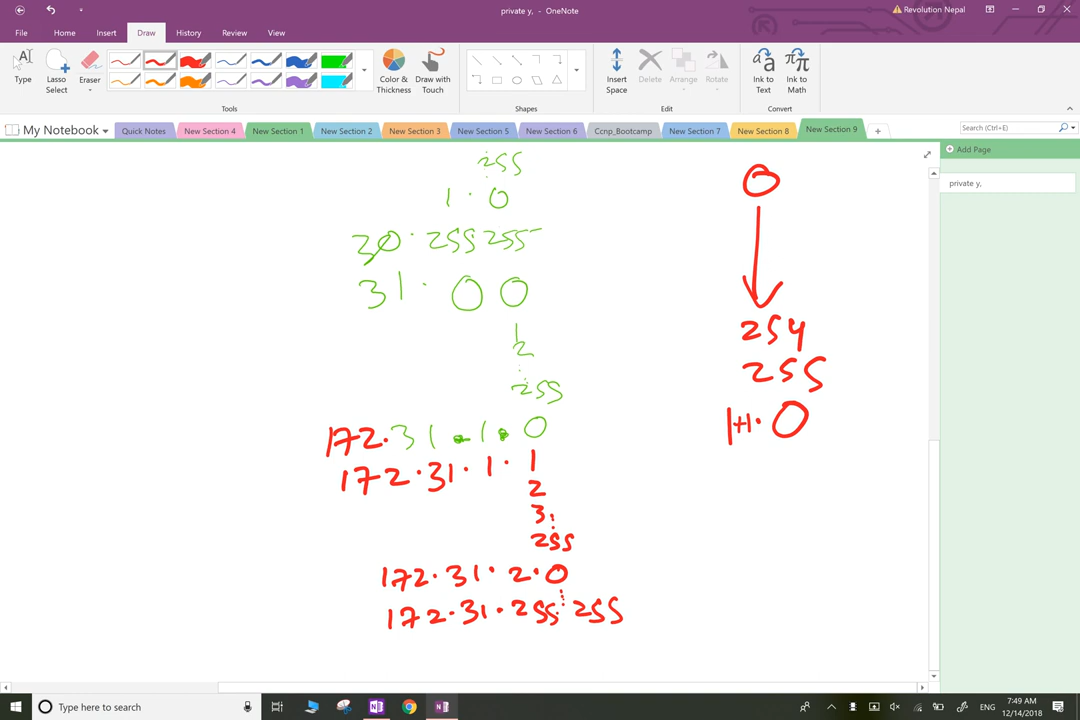 private y, - OneNote
Revolution Nepal
File Home Insert Draw History Review View
Type
Lasso Select
Eraser
Color & Thickness
Draw with Touch
Insert Space
Delete
Arrange
Rotate
Ink to Text
Ink to Math
Tools
Shapes
Edit
Convert
My Notebook
Quick Notes
New Section 4
New Section 1
New Section 2
New Section 3
New Section 5
New Section 6
Ccnp_Bootcamp
New Section 7
New Section 8
New Section 9
Search (Ctrl+E)
Add Page
private y,
255
1.0
30.255 255
31.00
1
2
255
172.31.1.0
172.31.1.1
2
3
255
172.31.2.0
172.31.255 255
0
254
255
1+1.0
Type here to search
ENG
7:49 AM
12/14/2018